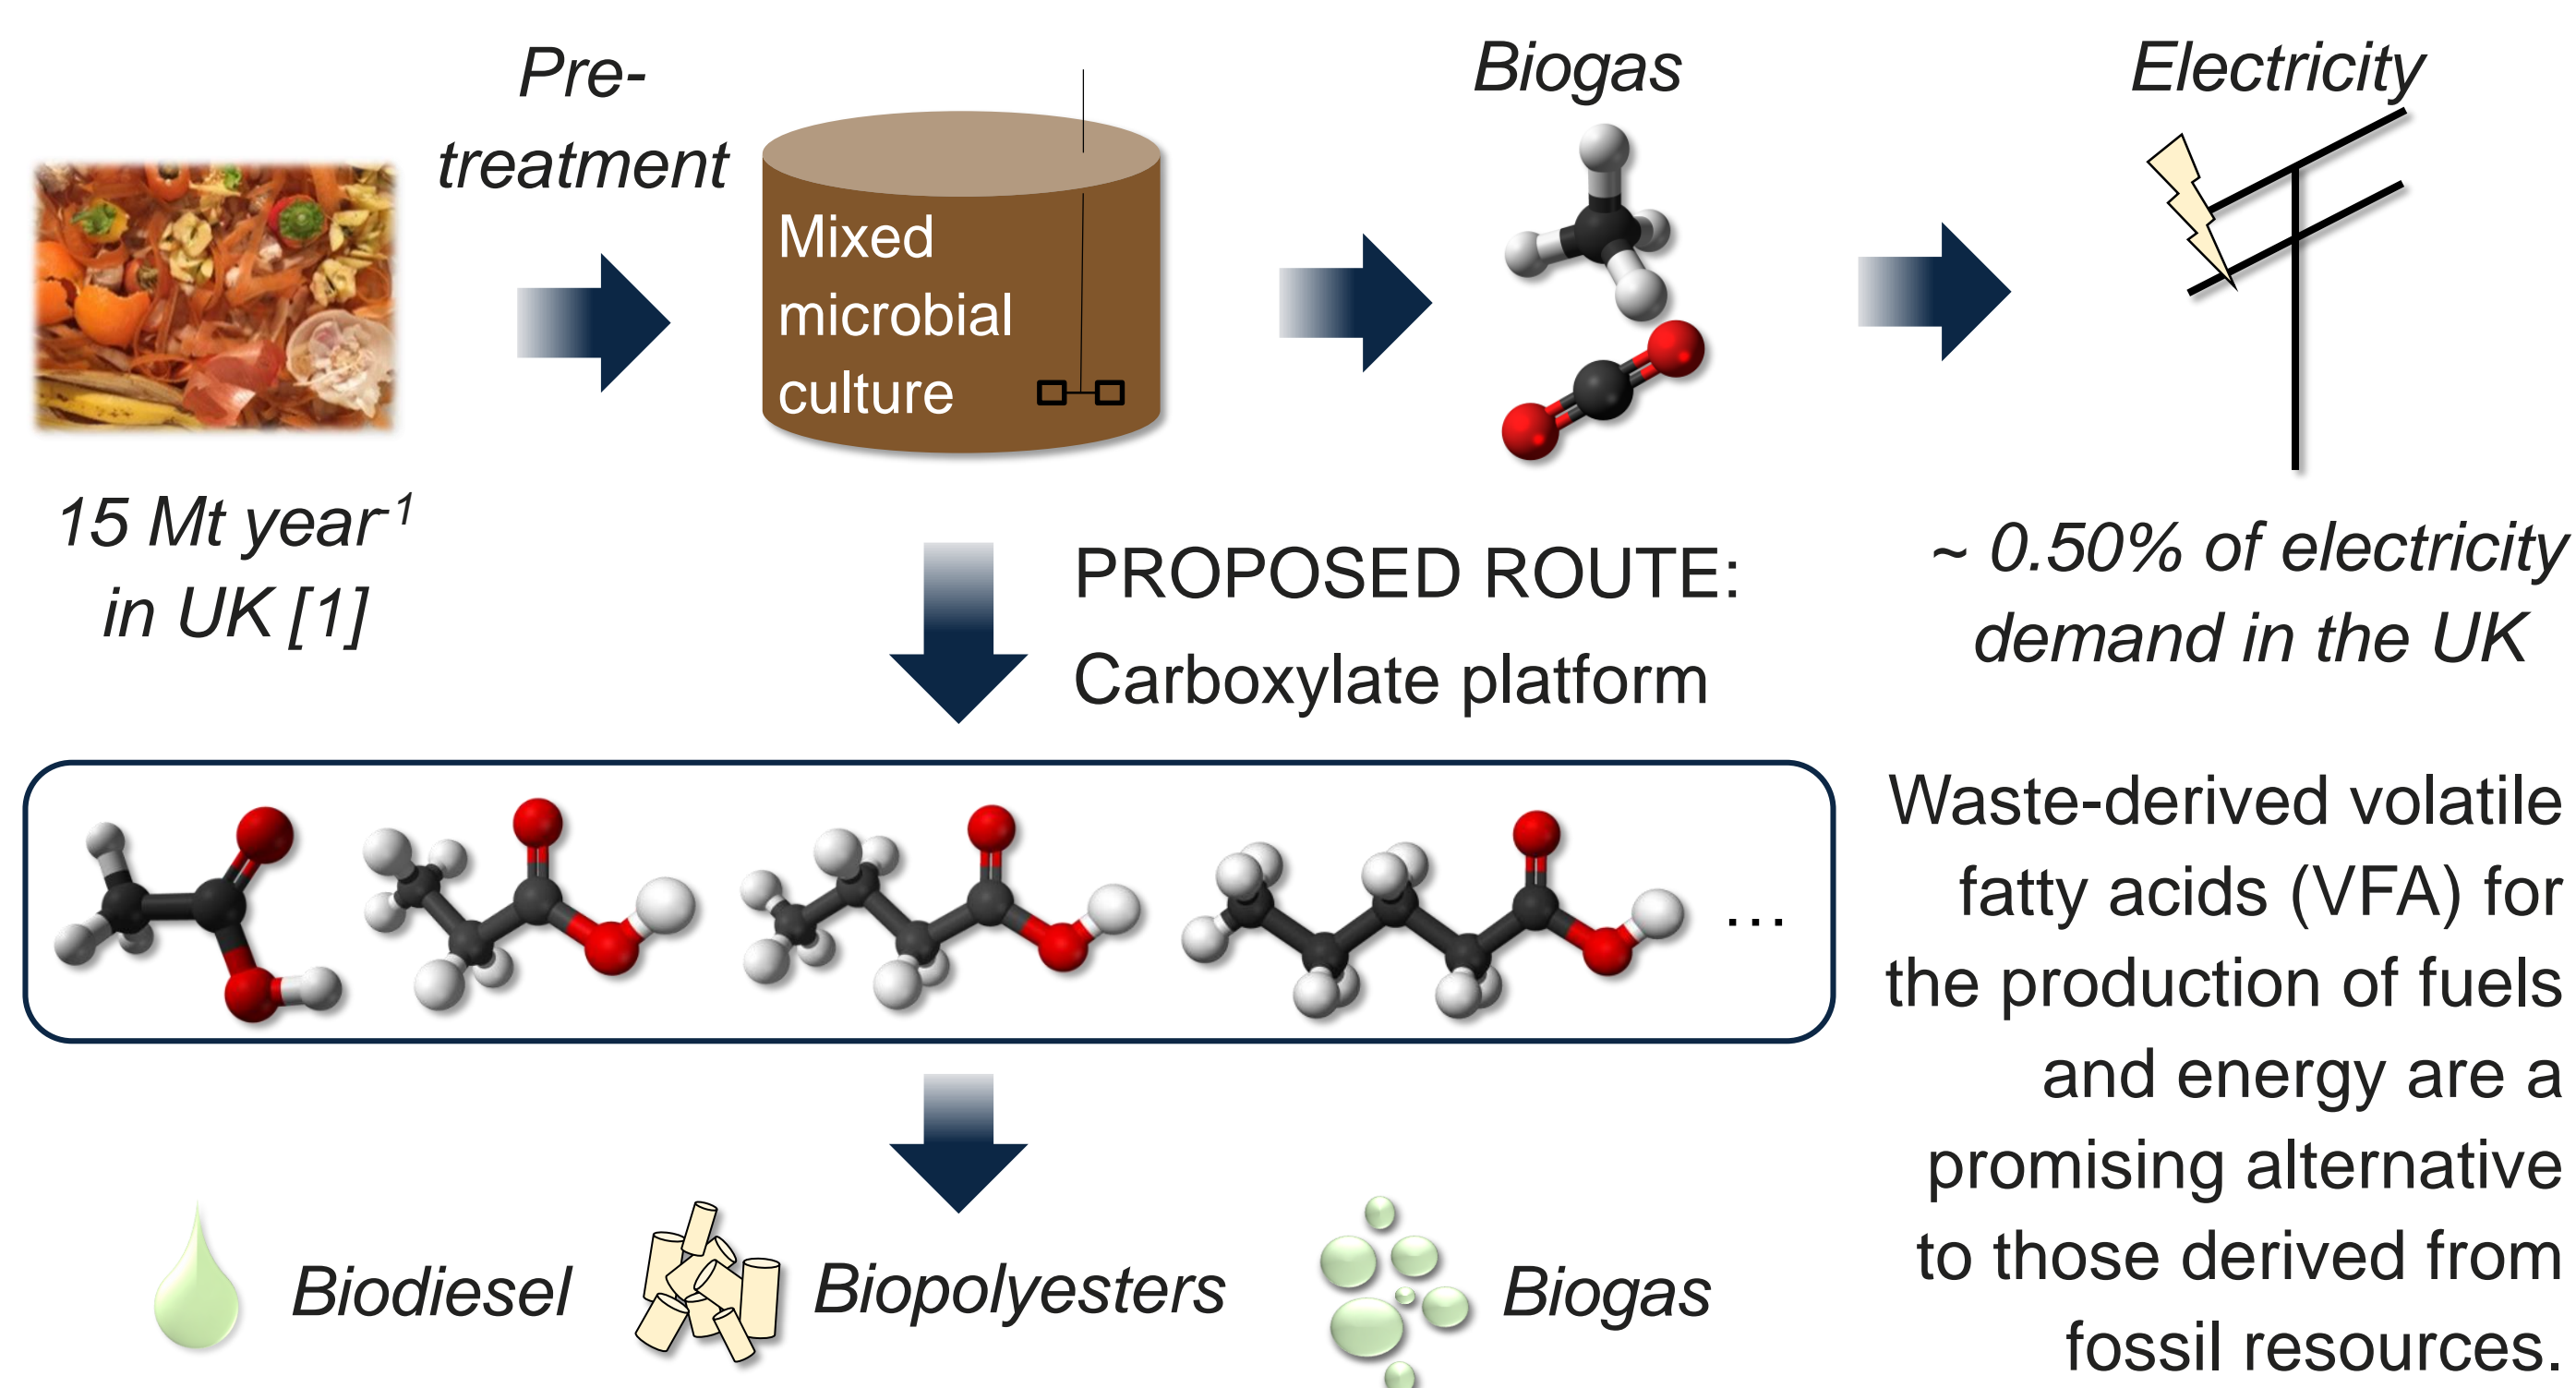 Pre-
treatment
Biogas
Electricity
Mixed
microbial
culture
15 Mt year-1
in UK [1]
PROPOSED ROUTE:
Carboxylate platform
~ 0.50% of electricity
demand in the UK
...
Waste-derived volatile
fatty acids (VFA) for
the production of fuels
and energy are a
promising alternative
to those derived from
fossil resources.
Biodiesel
Biopolyesters
Biogas